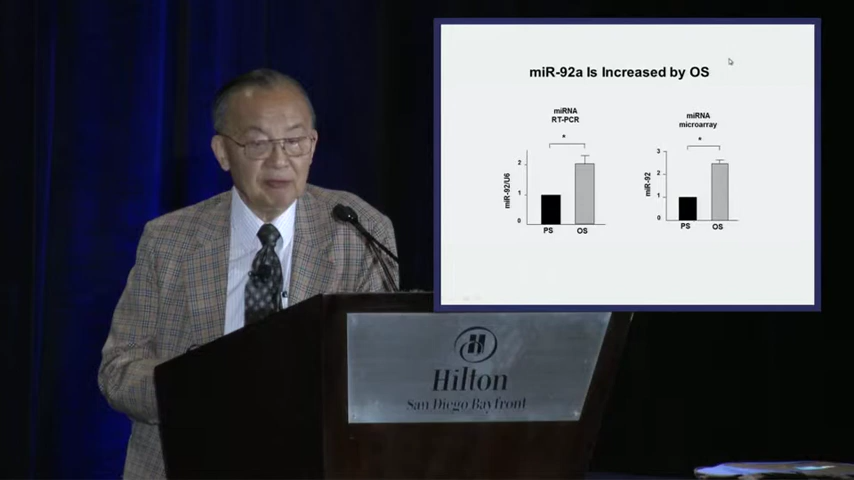 miR-92a Is Increased by OS
miRNA
RT-PCR
*
miR-92/U6
2
1
0
PS
OS
miRNA
microarray
*
miR-92
3
2
1
0
PS
OS
Hilton
San Diego Bayfront